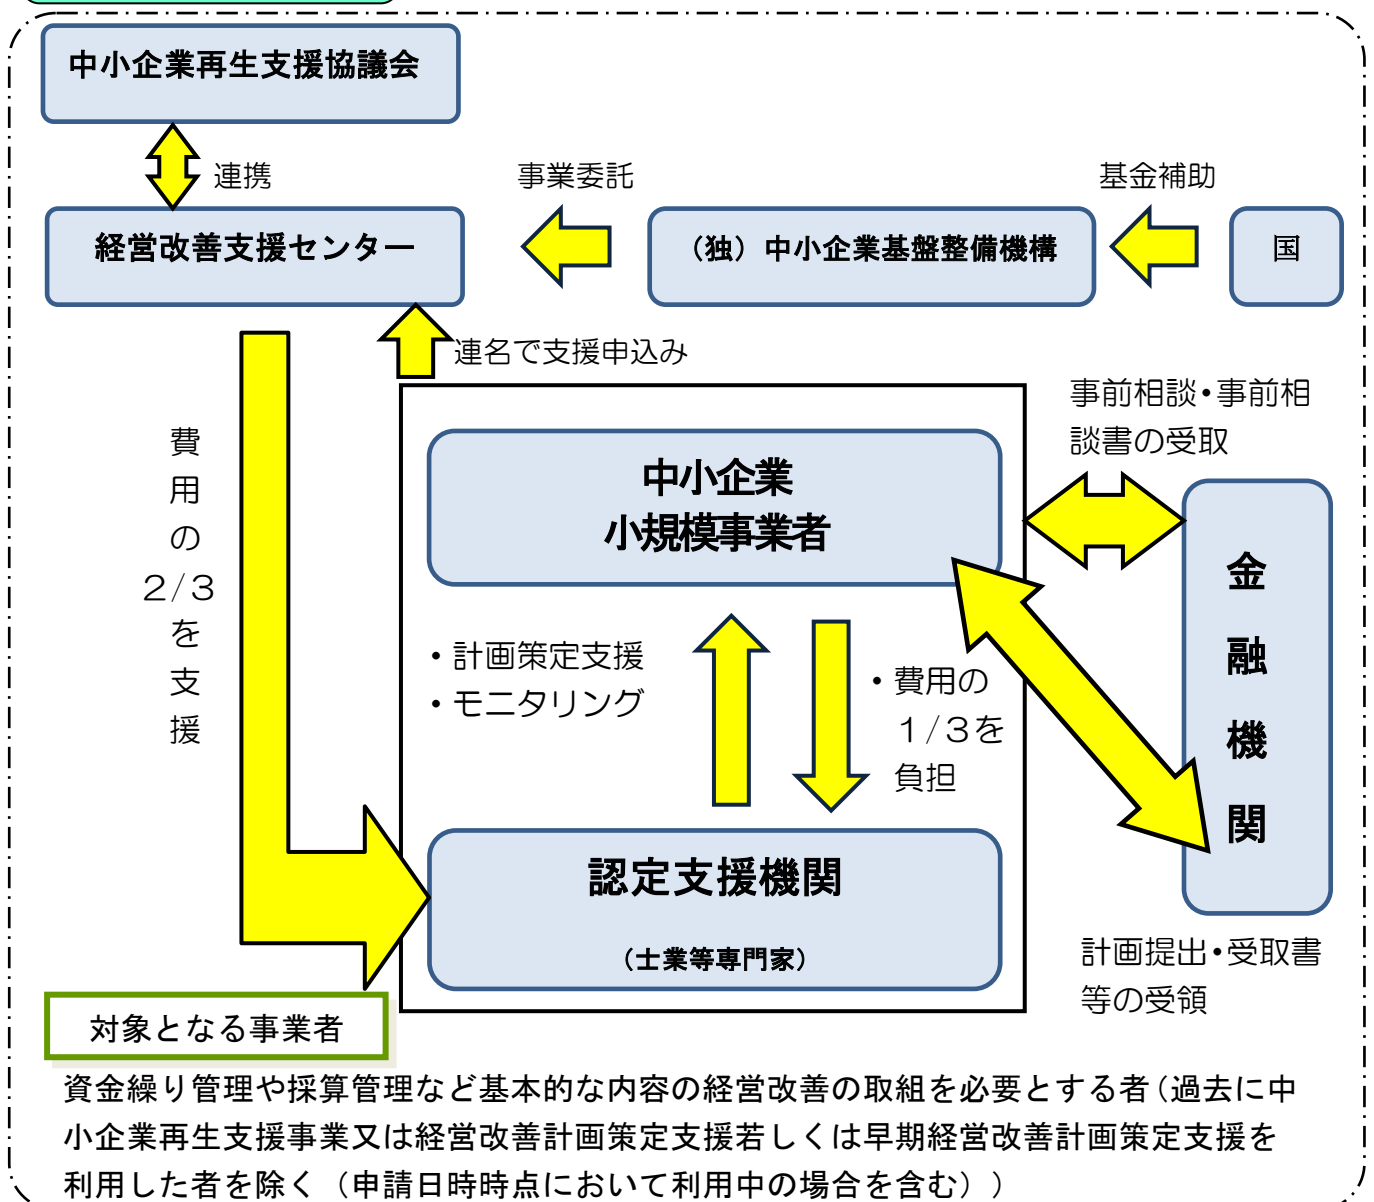 中小企業再生支援協議会
連携
事業委託
基金補助
経営改善支援センター
（独）中小企業基盤整備機構
国
連名で支援申込み
事前相談・事前相
談書の受取
費
用
の
２/３
を
支
援
中小企業
小規模事業者
金
融
機
関
・計画策定支援
・モニタリング
・費用の
１/３を
負担
認定支援機関
（士業等専門家）
計画提出・受取書
等の受領
対象となる事業者
資金繰り管理や採算管理など基本的な内容の経営改善の取組を必要とする者（過去に中
小企業再生支援事業又は経営改善計画策定支援若しくは早期経営改善計画策定支援を
利用した者を除く（申請日時時点において利用中の場合を含む））